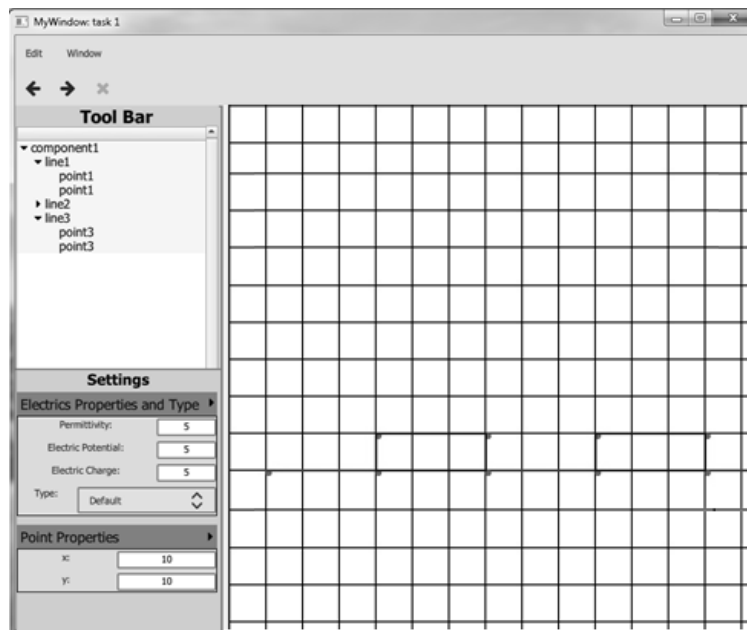 MyWindow: task 1
Edit Window
Tool Bar
component1
line1
point1
point1
line2
line3
point3
point3
Settings
Electrics Properties and Type
Permittivity: 5
Electric Potential: 5
Electric Charge: 5
Type: Default
Point Properties
x: 10
y: 10